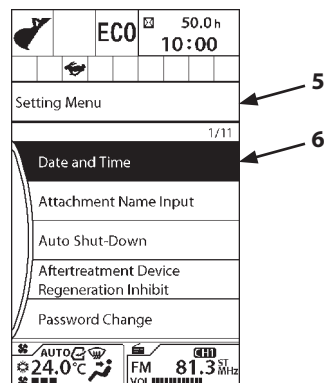 ECO
50.0 h
10:00
5
Setting Menu
1/11
6
Date and Time
Attachment Name Input
Auto Shut-Down
Aftertreatment Device
Regeneration Inhibit
Password Change
AUTO
24.0°C
FM
CH1
81.3 ST MHz
VOL